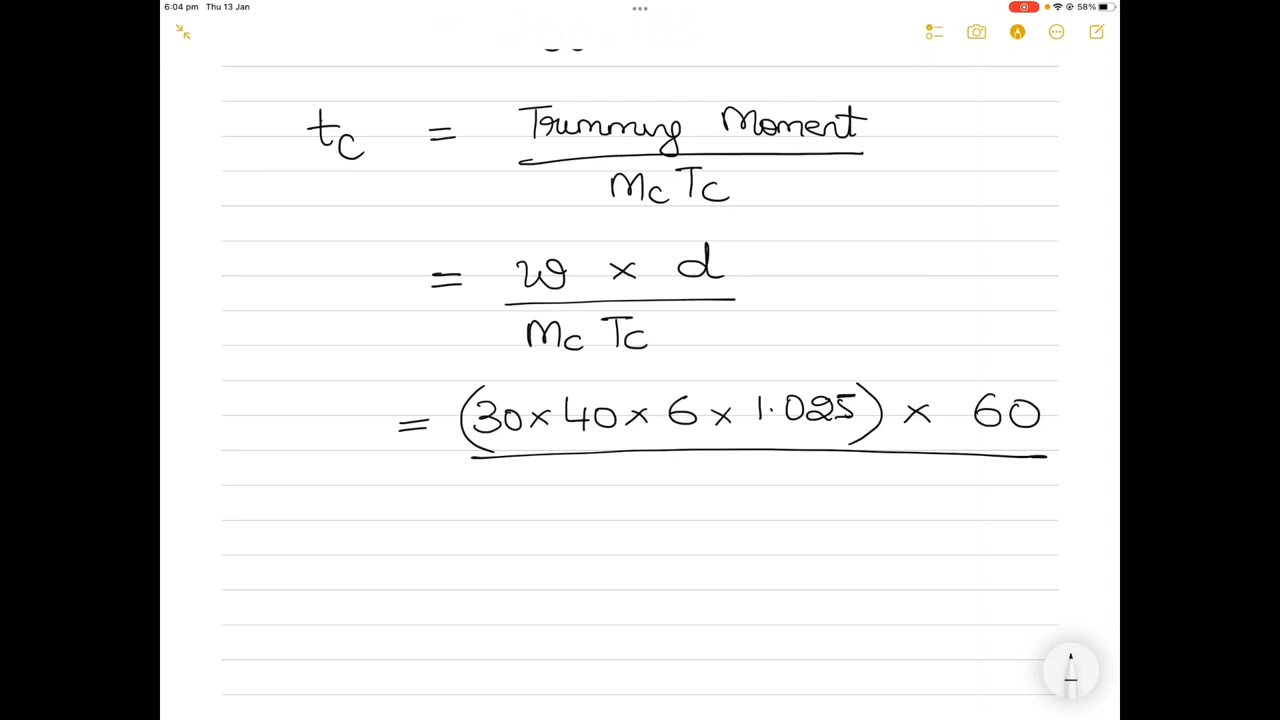 6:04 pm Thu 13 Jan 58%
tc = Trimming Moment
MCTC
= w × d
MCTC
= (30×40×6×1.025) × 60